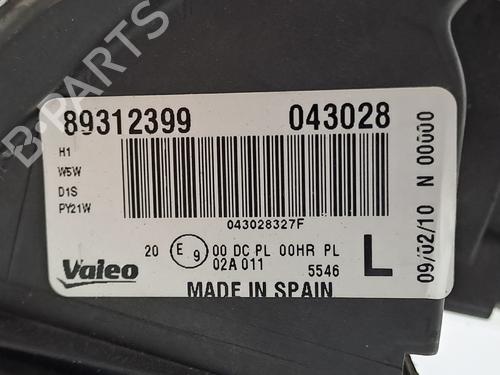 B-PARTS
89312399 043028
H1
W5W
D1S
PY21W
043028327F
20 E 9 00 DC PL 00HR PL
02A 011 5546
Valeo L
MADE IN SPAIN
09/02/10 N 00000